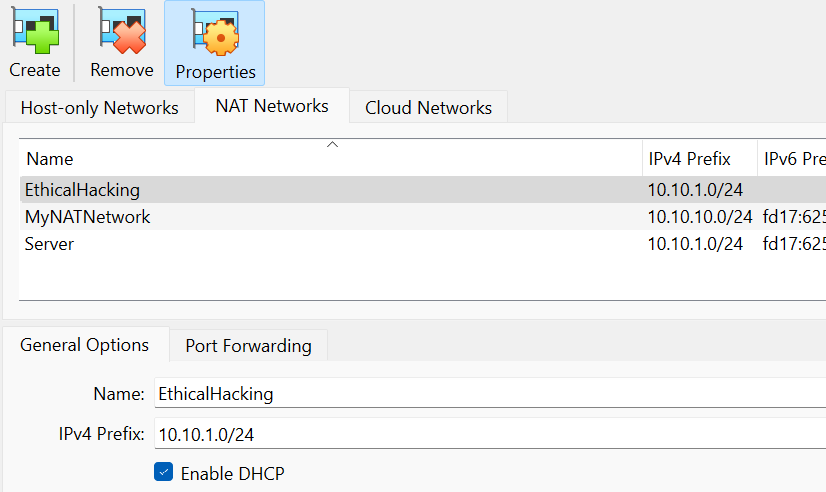 Create Remove Properties
Host-only Networks NAT Networks Cloud Networks
Name IPv4 Prefix IPv6 Pre
EthicalHacking 10.10.1.0/24
MyNATNetwork 10.10.10.0/24 fd17:625
Server 10.10.1.0/24 fd17:625
General Options Port Forwarding
Name: EthicalHacking
IPv4 Prefix: 10.10.1.0/24
Enable DHCP